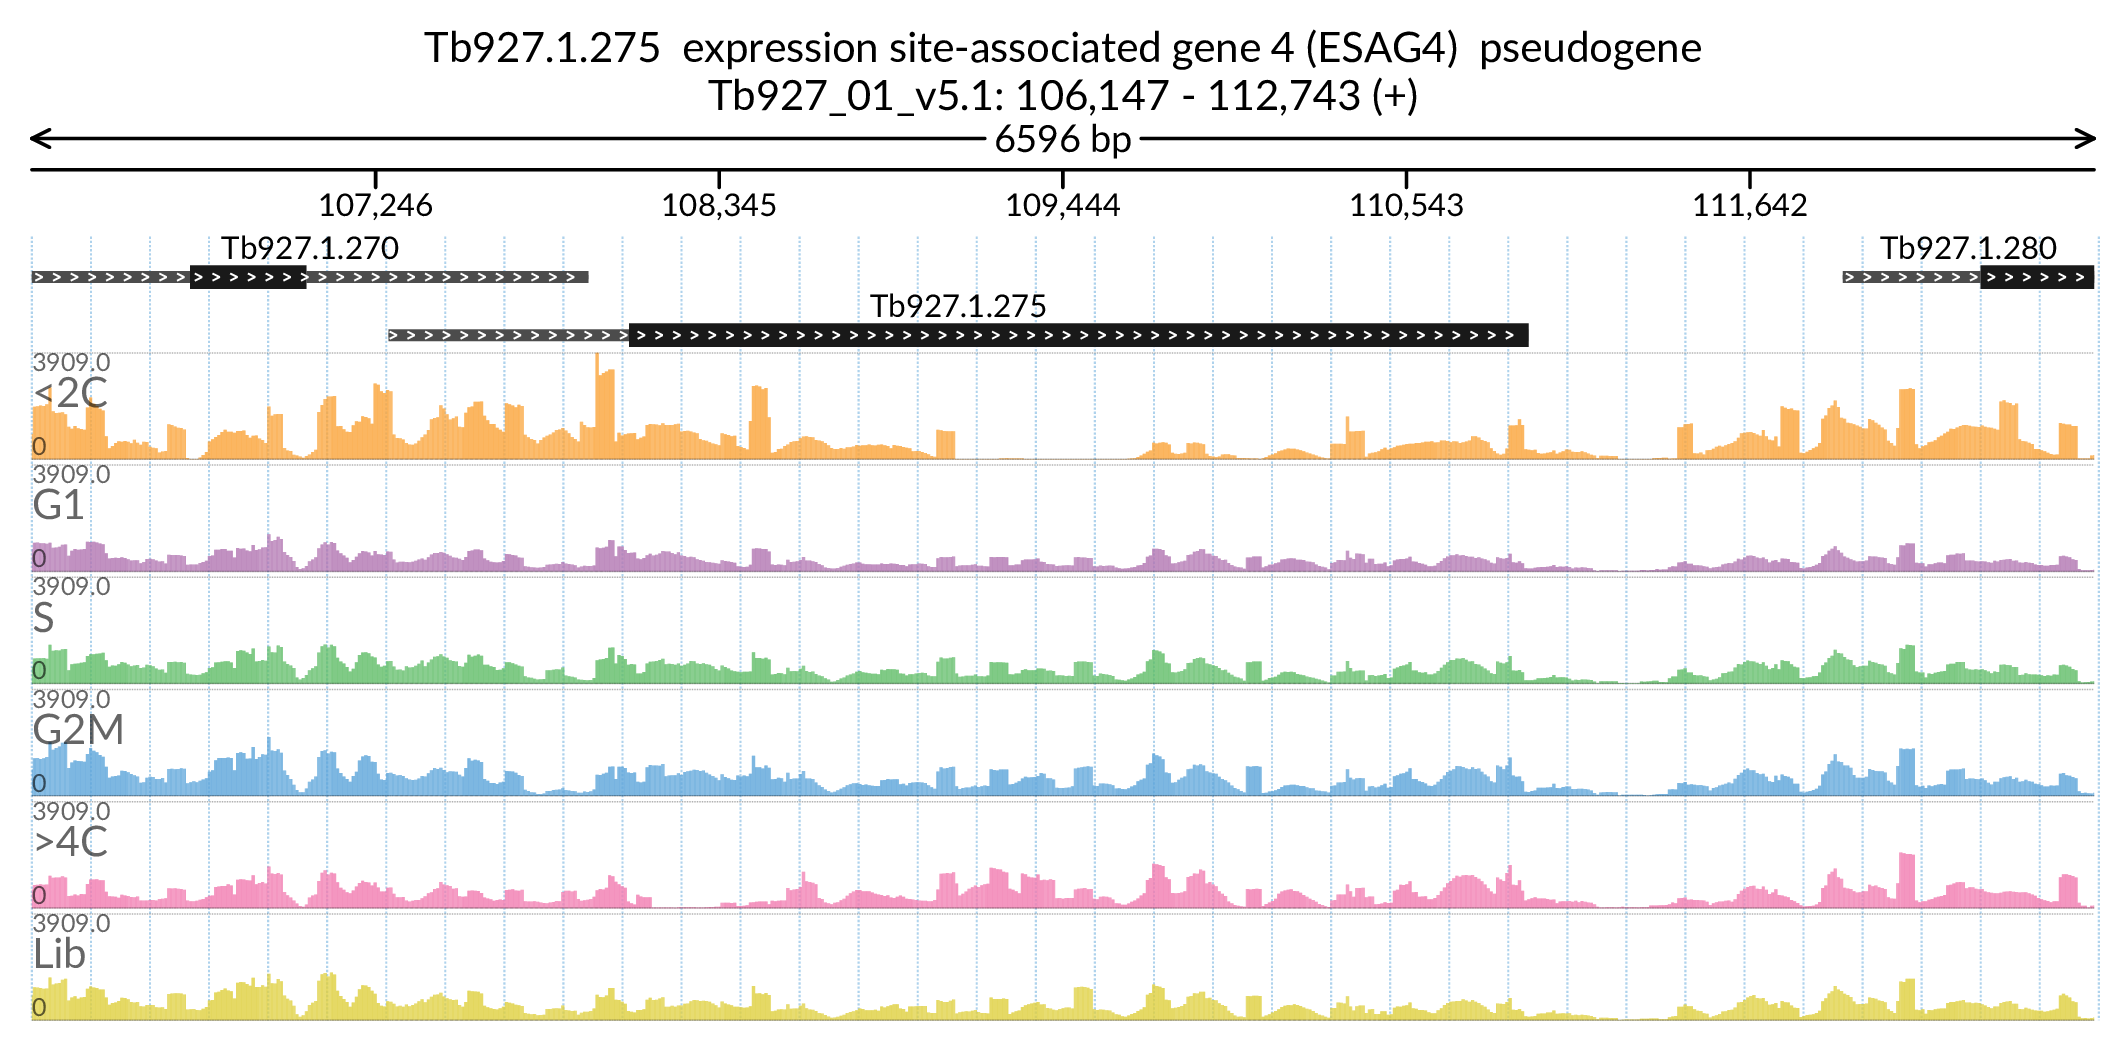 Tb927.1.275 expression site-associated gene 4 (ESAG4) pseudogene
Tb927_01_v5.1: 106,147 - 112,743 (+)
6596 bp
107,246 108,345 109,444 110,543 111,642
Tb927.1.270 Tb927.1.280
Tb927.1.275
3909.0
<2C
0
3909.0
G1
0
3909.0
S
0
3909.0
G2M
0
3909.0
>4C
0
3909.0
Lib
0